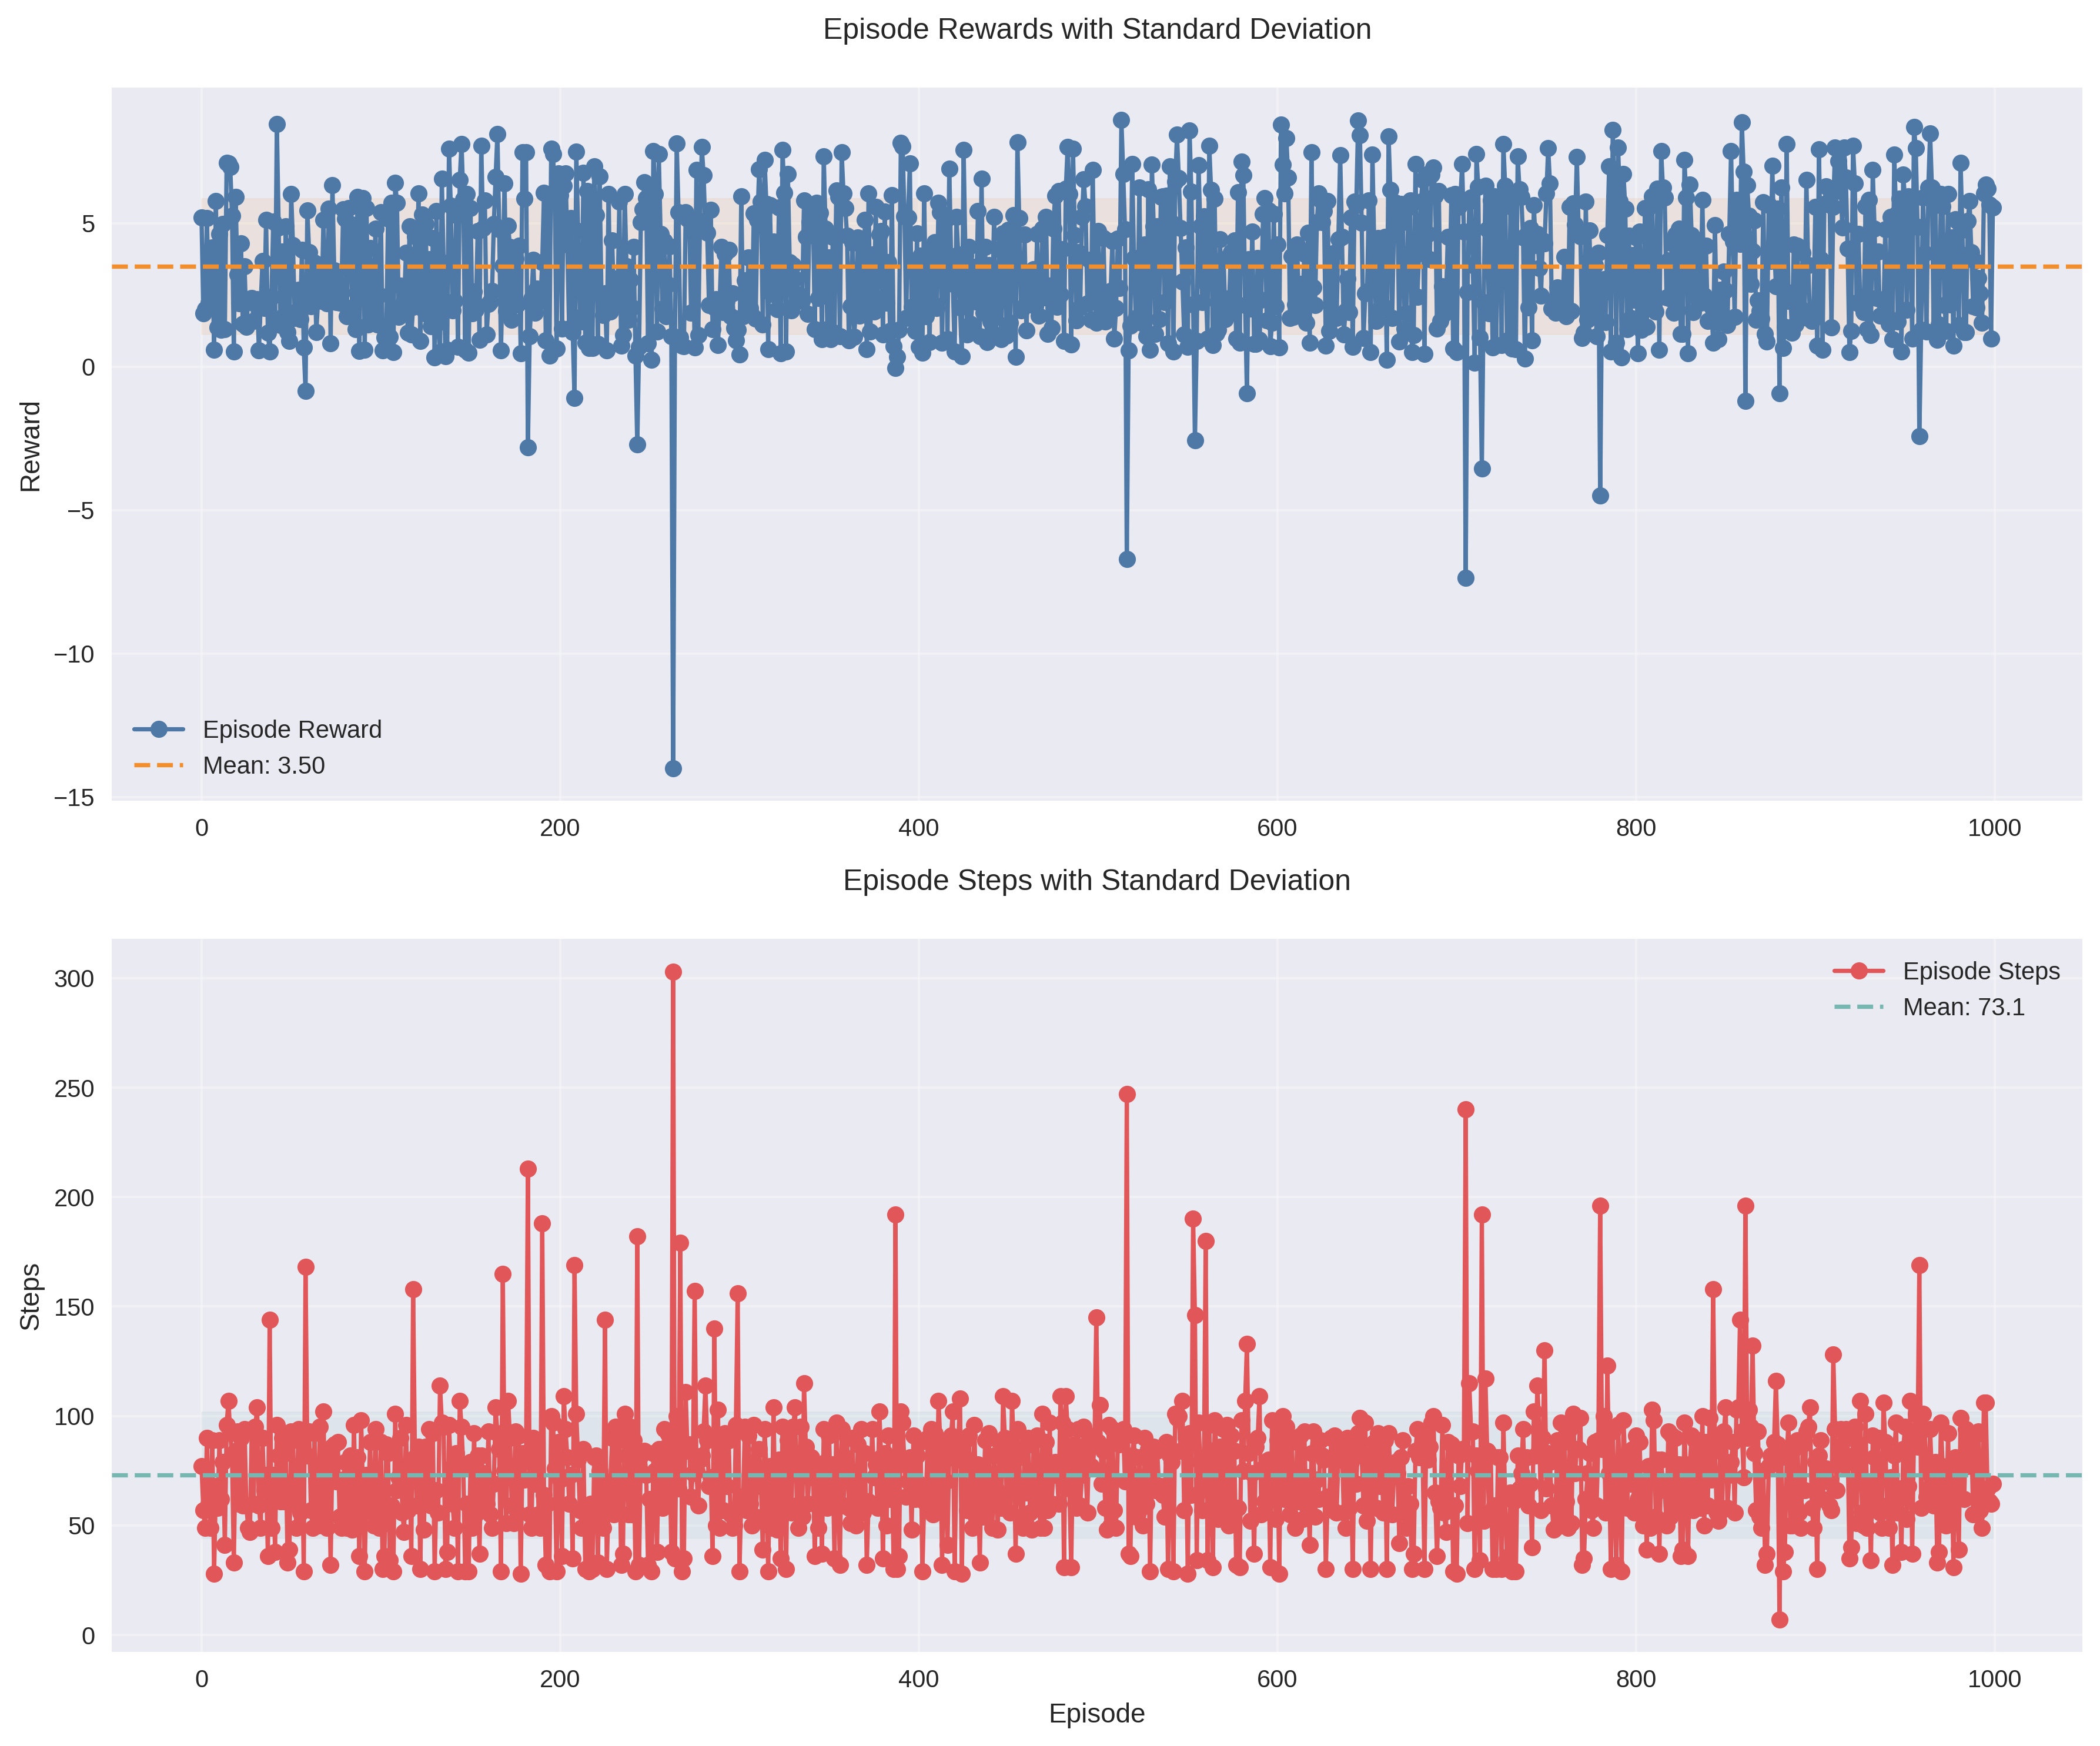 Episode Rewards with Standard Deviation
5
0
−5
−10
−15
Reward
Episode Reward
Mean: 3.50
0 200 400 600 800 1000
Episode Steps with Standard Deviation
300
250
200
150
100
50
0
Steps
Episode Steps
Mean: 73.1
0 200 400 600 800 1000
Episode